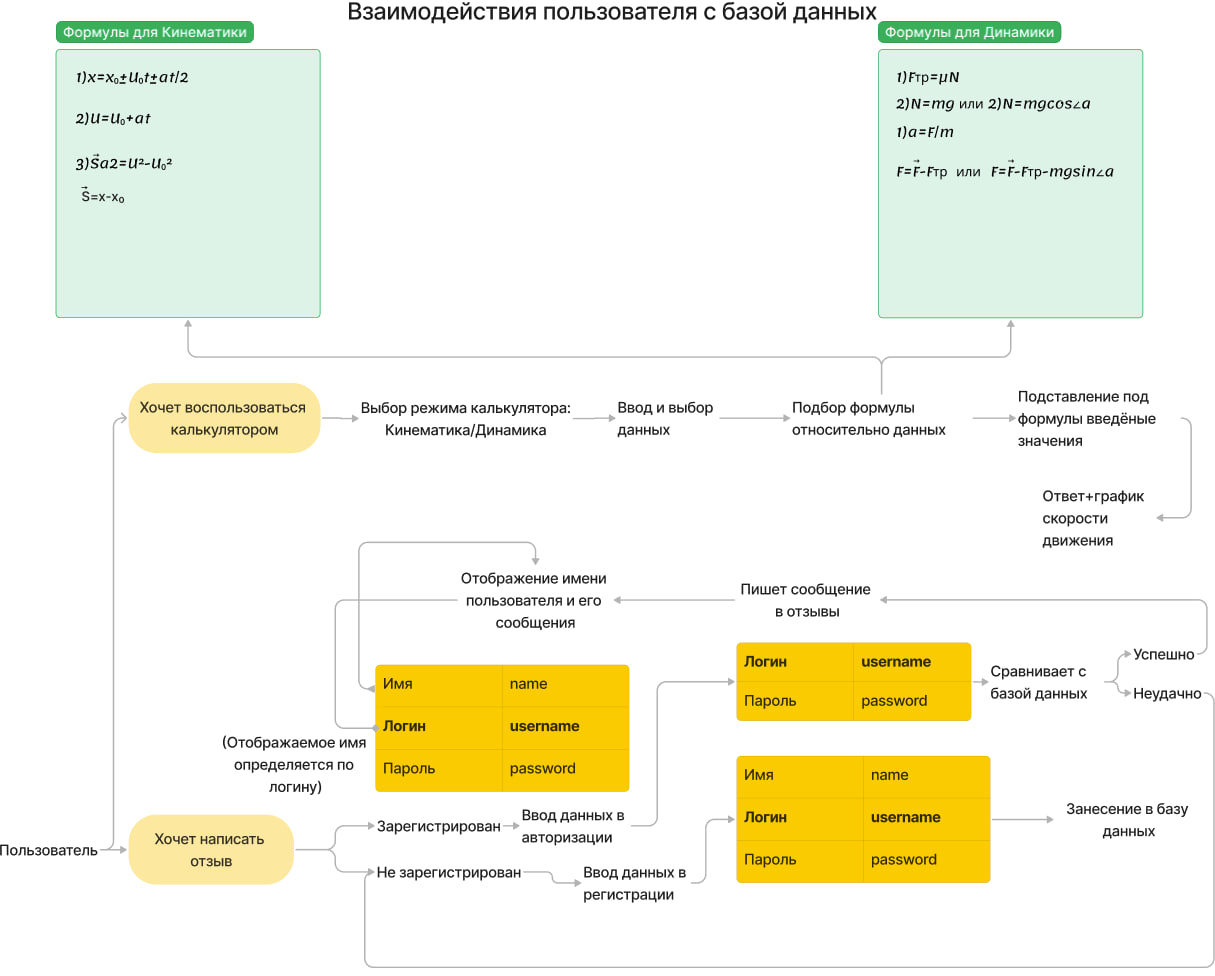 Взаимодействия пользователя с базой данных
Формулы для Кинематики
1)x=x₀±U₀t±at/2
2)U=U₀+at
3)S⃗a2=U²-U₀²
S⃗=x-x₀
Формулы для Динамики
1)Fтр=μN
2)N=mg или 2)N=mgcos∠a
1)a=F/m
F=F⃗-Fтр или F=F⃗-Fтр-mgsin∠a
Хочет воспользоваться
калькулятором
Выбор режима калькулятора:
Кинематика/Динамика
Ввод и выбор
данных
Подбор формулы
относительно данных
Подставление под
формулы введёные
значения
Ответ+график
скорости
движения
Отображение имени
пользователя и его
сообщения
Пишет сообщение
в отзывы
Имя name
Логин username
Пароль password
(Отображаемое имя
определяется по
логину)
Логин username
Пароль password
Сравнивает с
базой данных
Успешно
Неудачно
Имя name
Логин username
Пароль password
Занесение в базу
данных
Пользователь
Хочет написать
отзыв
Зарегистрирован
Ввод данных в
авторизации
Не зарегистрирован
Ввод данных в
регистрации